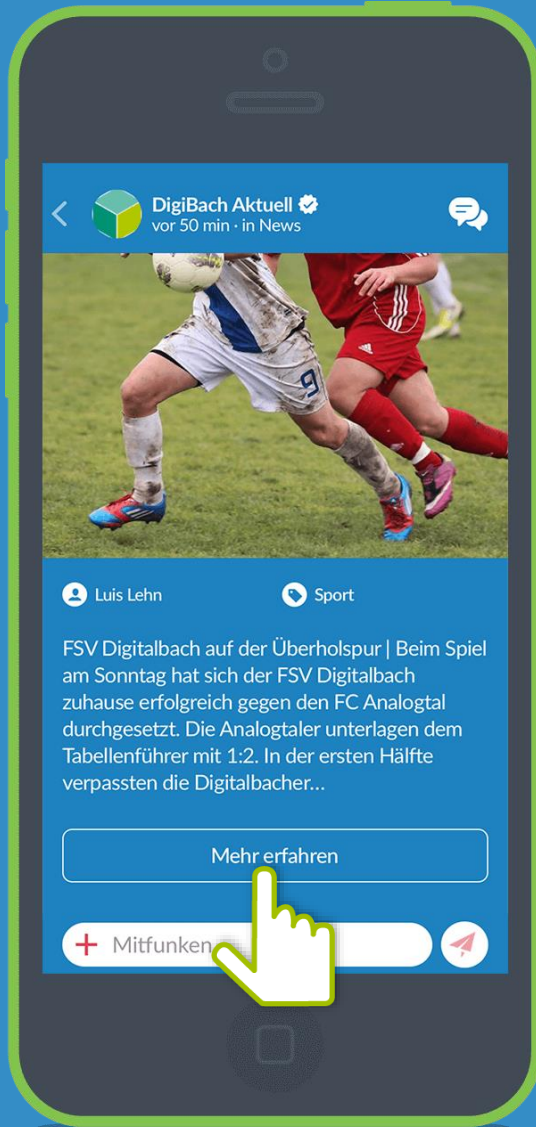 DigiBach Aktuell
vor 50 min · in News
9
Luis Lehn
Sport
FSV Digitalbach auf der Überholspur | Beim Spiel
am Sonntag hat sich der FSV Digitalbach
zuhause erfolgreich gegen den FC Analogtal
durchgesetzt. Die Analogtaler unterlagen dem
Tabellenführer mit 1:2. In der ersten Hälfte
verpassten die Digitalbacher...
Mehr erfahren
+ Mitfunken